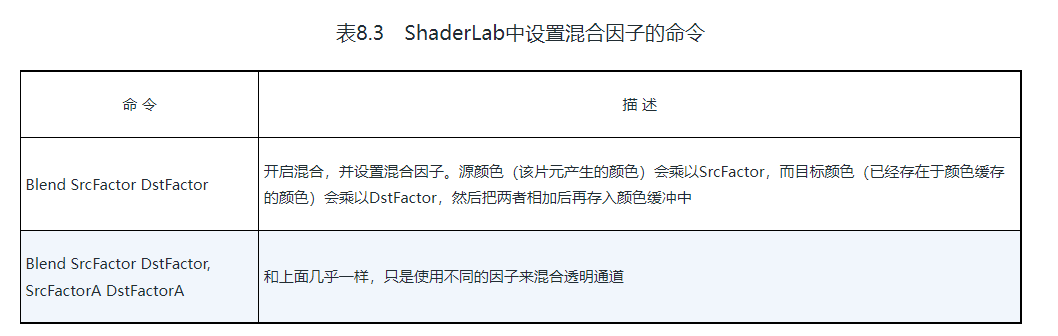 表8.3 ShaderLab中设置混合因子的命令
命 令
描 述
Blend SrcFactor DstFactor
开启混合，并设置混合因子。源颜色（该片元产生的颜色）会乘以SrcFactor，而目标颜色（已经存在于颜色缓存
的颜色）会乘以DstFactor，然后把两者相加后再存入颜色缓冲中
Blend SrcFactor DstFactor,
SrcFactorA DstFactorA
和上面几乎一样，只是使用不同的因子来混合透明通道